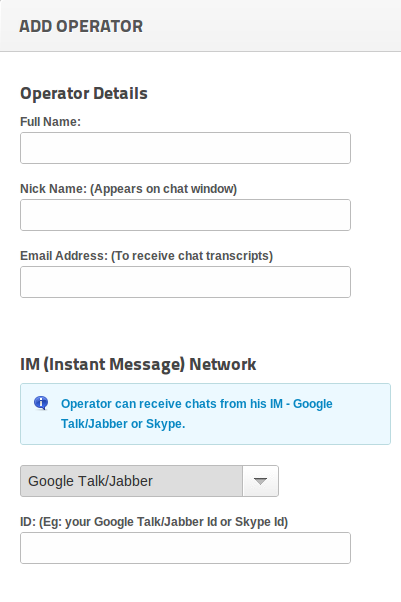 ADD OPERATOR
Operator Details
Full Name:
Nick Name: (Appears on chat window)
Email Address: (To receive chat transcripts)
IM (Instant Message) Network
Operator can receive chats from his IM - Google
Talk/Jabber or Skype.
Google Talk/Jabber
ID: (Eg: your Google Talk/Jabber Id or Skype Id)